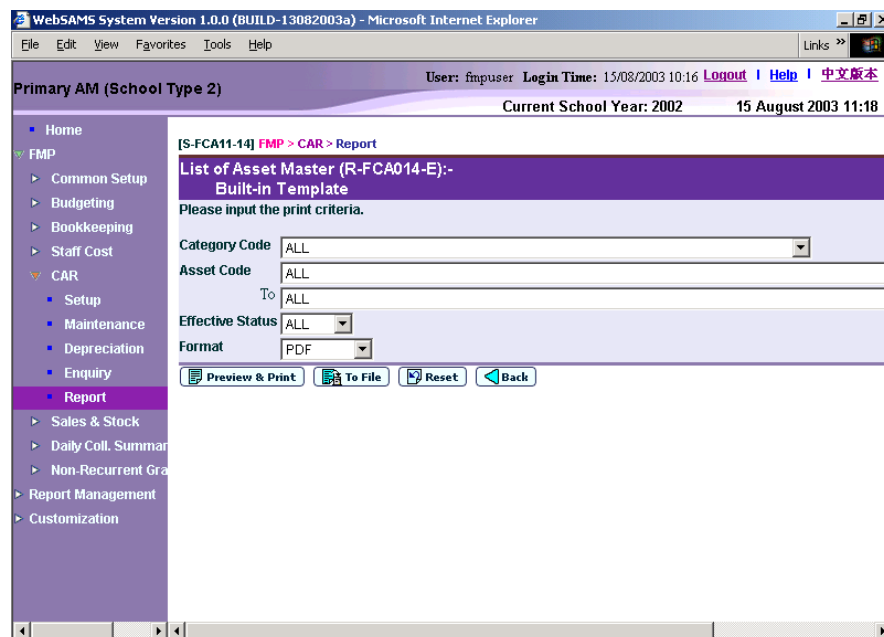 WebSAMS System Version 1.0.0 (BUILD-13082003a) - Microsoft Internet Explorer
File Edit View Favorites Tools Help Links »
Primary AM (School Type 2)
User: fmpuser Login Time: 15/08/2003 10:16 Logout | Help | 中文版本
Current School Year: 2002 15 August 2003 11:18
Home
FMP
Common Setup
Budgeting
Bookkeeping
Staff Cost
CAR
Setup
Maintenance
Depreciation
Enquiry
Report
Sales & Stock
Daily Coll. Summar
Non-Recurrent Gra
Report Management
Customization
[S-FCA11-14] FMP > CAR > Report
List of Asset Master (R-FCA014-E):-
Built-in Template
Please input the print criteria.
Category Code ALL
Asset Code ALL
To ALL
Effective Status ALL
Format PDF
Preview & Print To File Reset Back